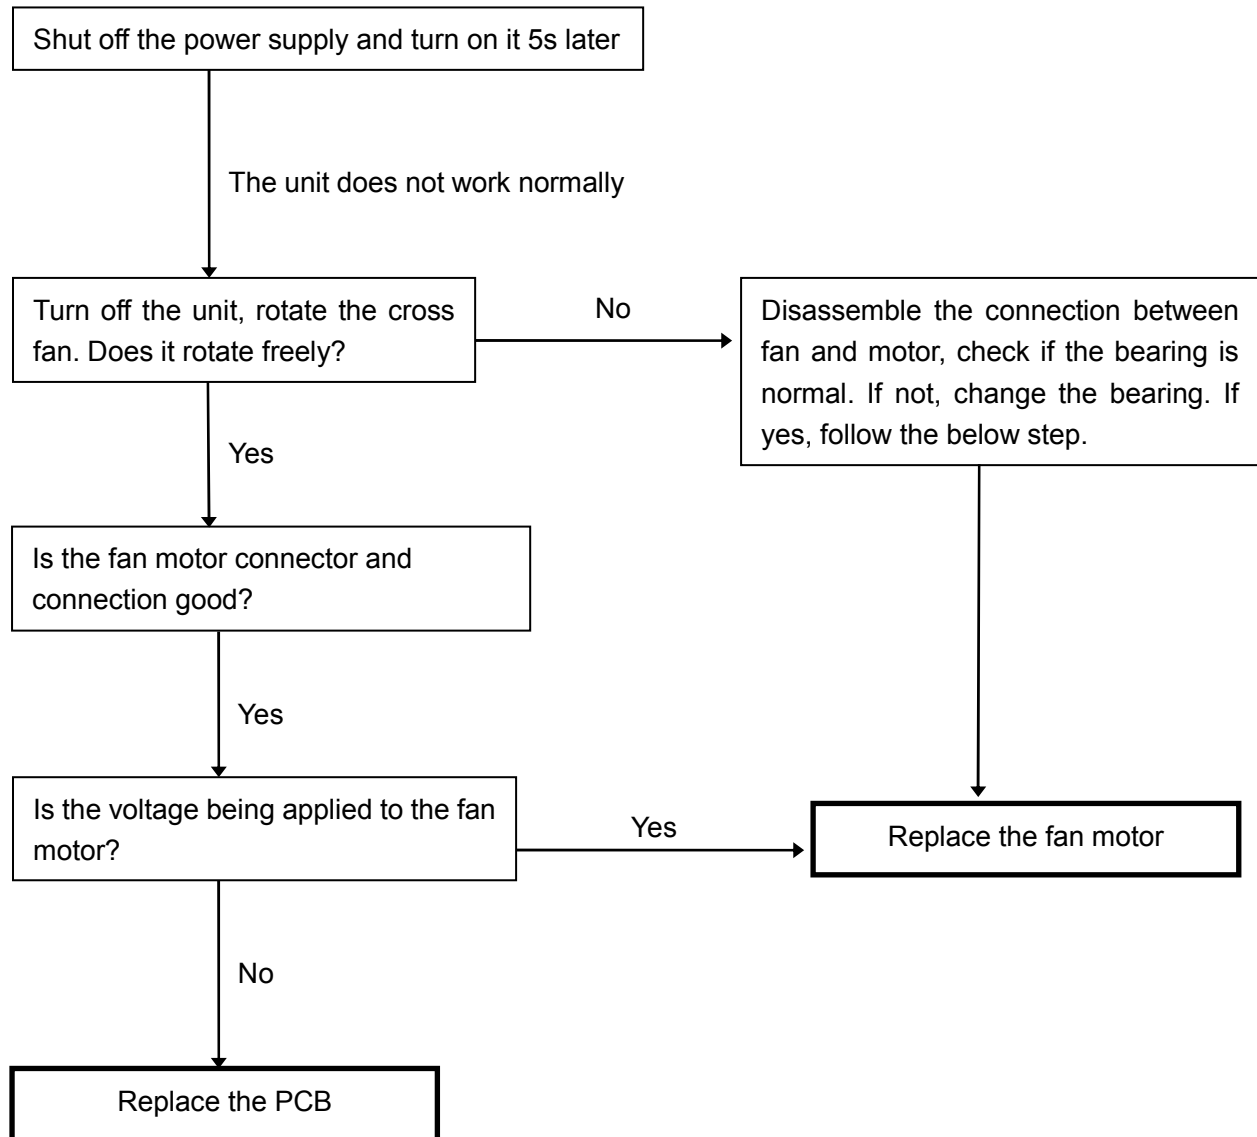 Shut off the power supply and turn on it 5s later
The unit does not work normally
Turn off the unit, rotate the cross
fan. Does it rotate freely?
No
Disassemble the connection between
fan and motor, check if the bearing is
normal. If not, change the bearing. If
yes, follow the below step.
Yes
Is the fan motor connector and
connection good?
Yes
Is the voltage being applied to the fan
motor?
Yes
Replace the fan motor
No
Replace the PCB